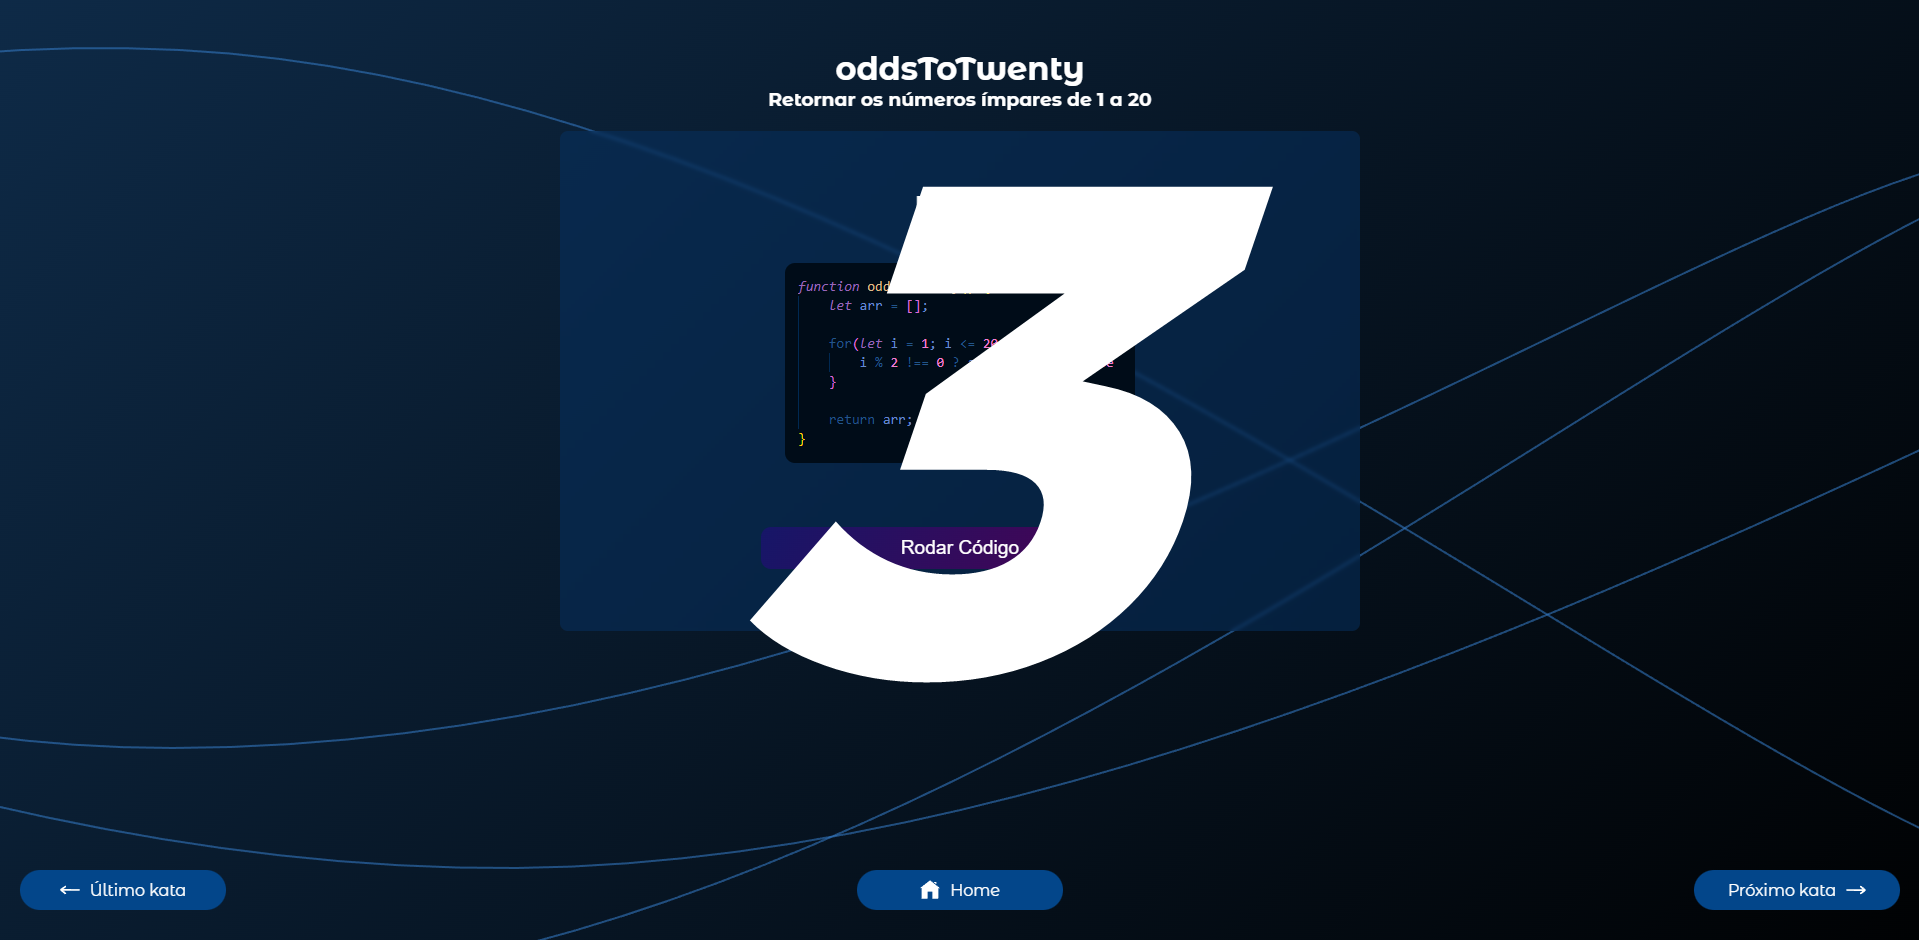 oddsToTwenty
Retornar os números ímpares de 1 a 20
3
function
let arr = [];
for(let i = 1; i <= 20
i % 2 !== 0 ?
}
return arr;
}
Rodar Código
← Último kata
Home
Próximo kata →